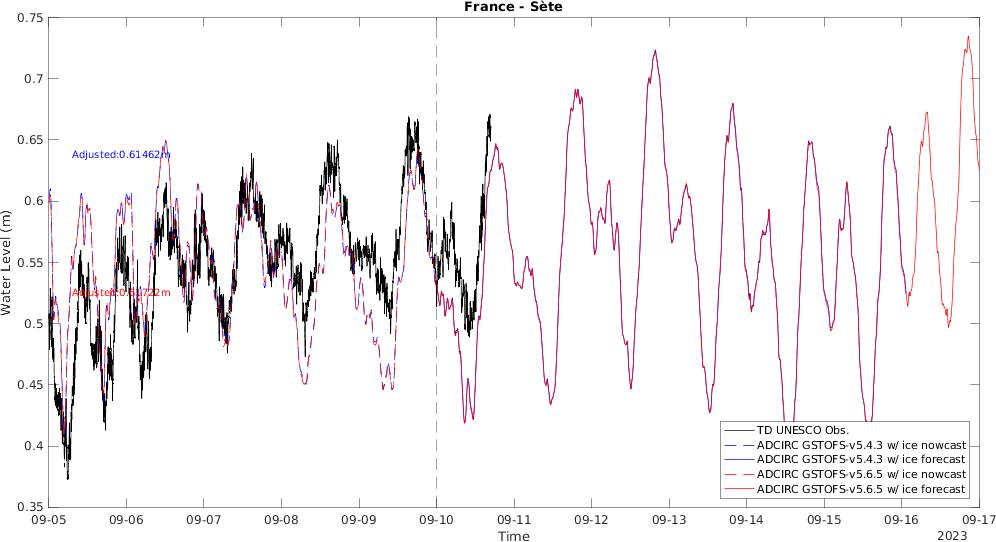 France - Sète
Water Level (m)
0.75
0.7
0.65
0.6
0.55
0.5
0.45
0.4
0.35
Adjusted:0.61462m
TD UNESCO Obs.
ADCIRC GSTOFS-v5.4.3 w/ ice nowcast
ADCIRC GSTOFS-v5.4.3 w/ ice forecast
ADCIRC GSTOFS-v5.6.5 w/ ice nowcast
ADCIRC GSTOFS-v5.6.5 w/ ice forecast
09-05 09-06 09-07 09-08 09-09 09-10 09-11 09-12 09-13 09-14 09-15 09-16 09-17
Time
2023